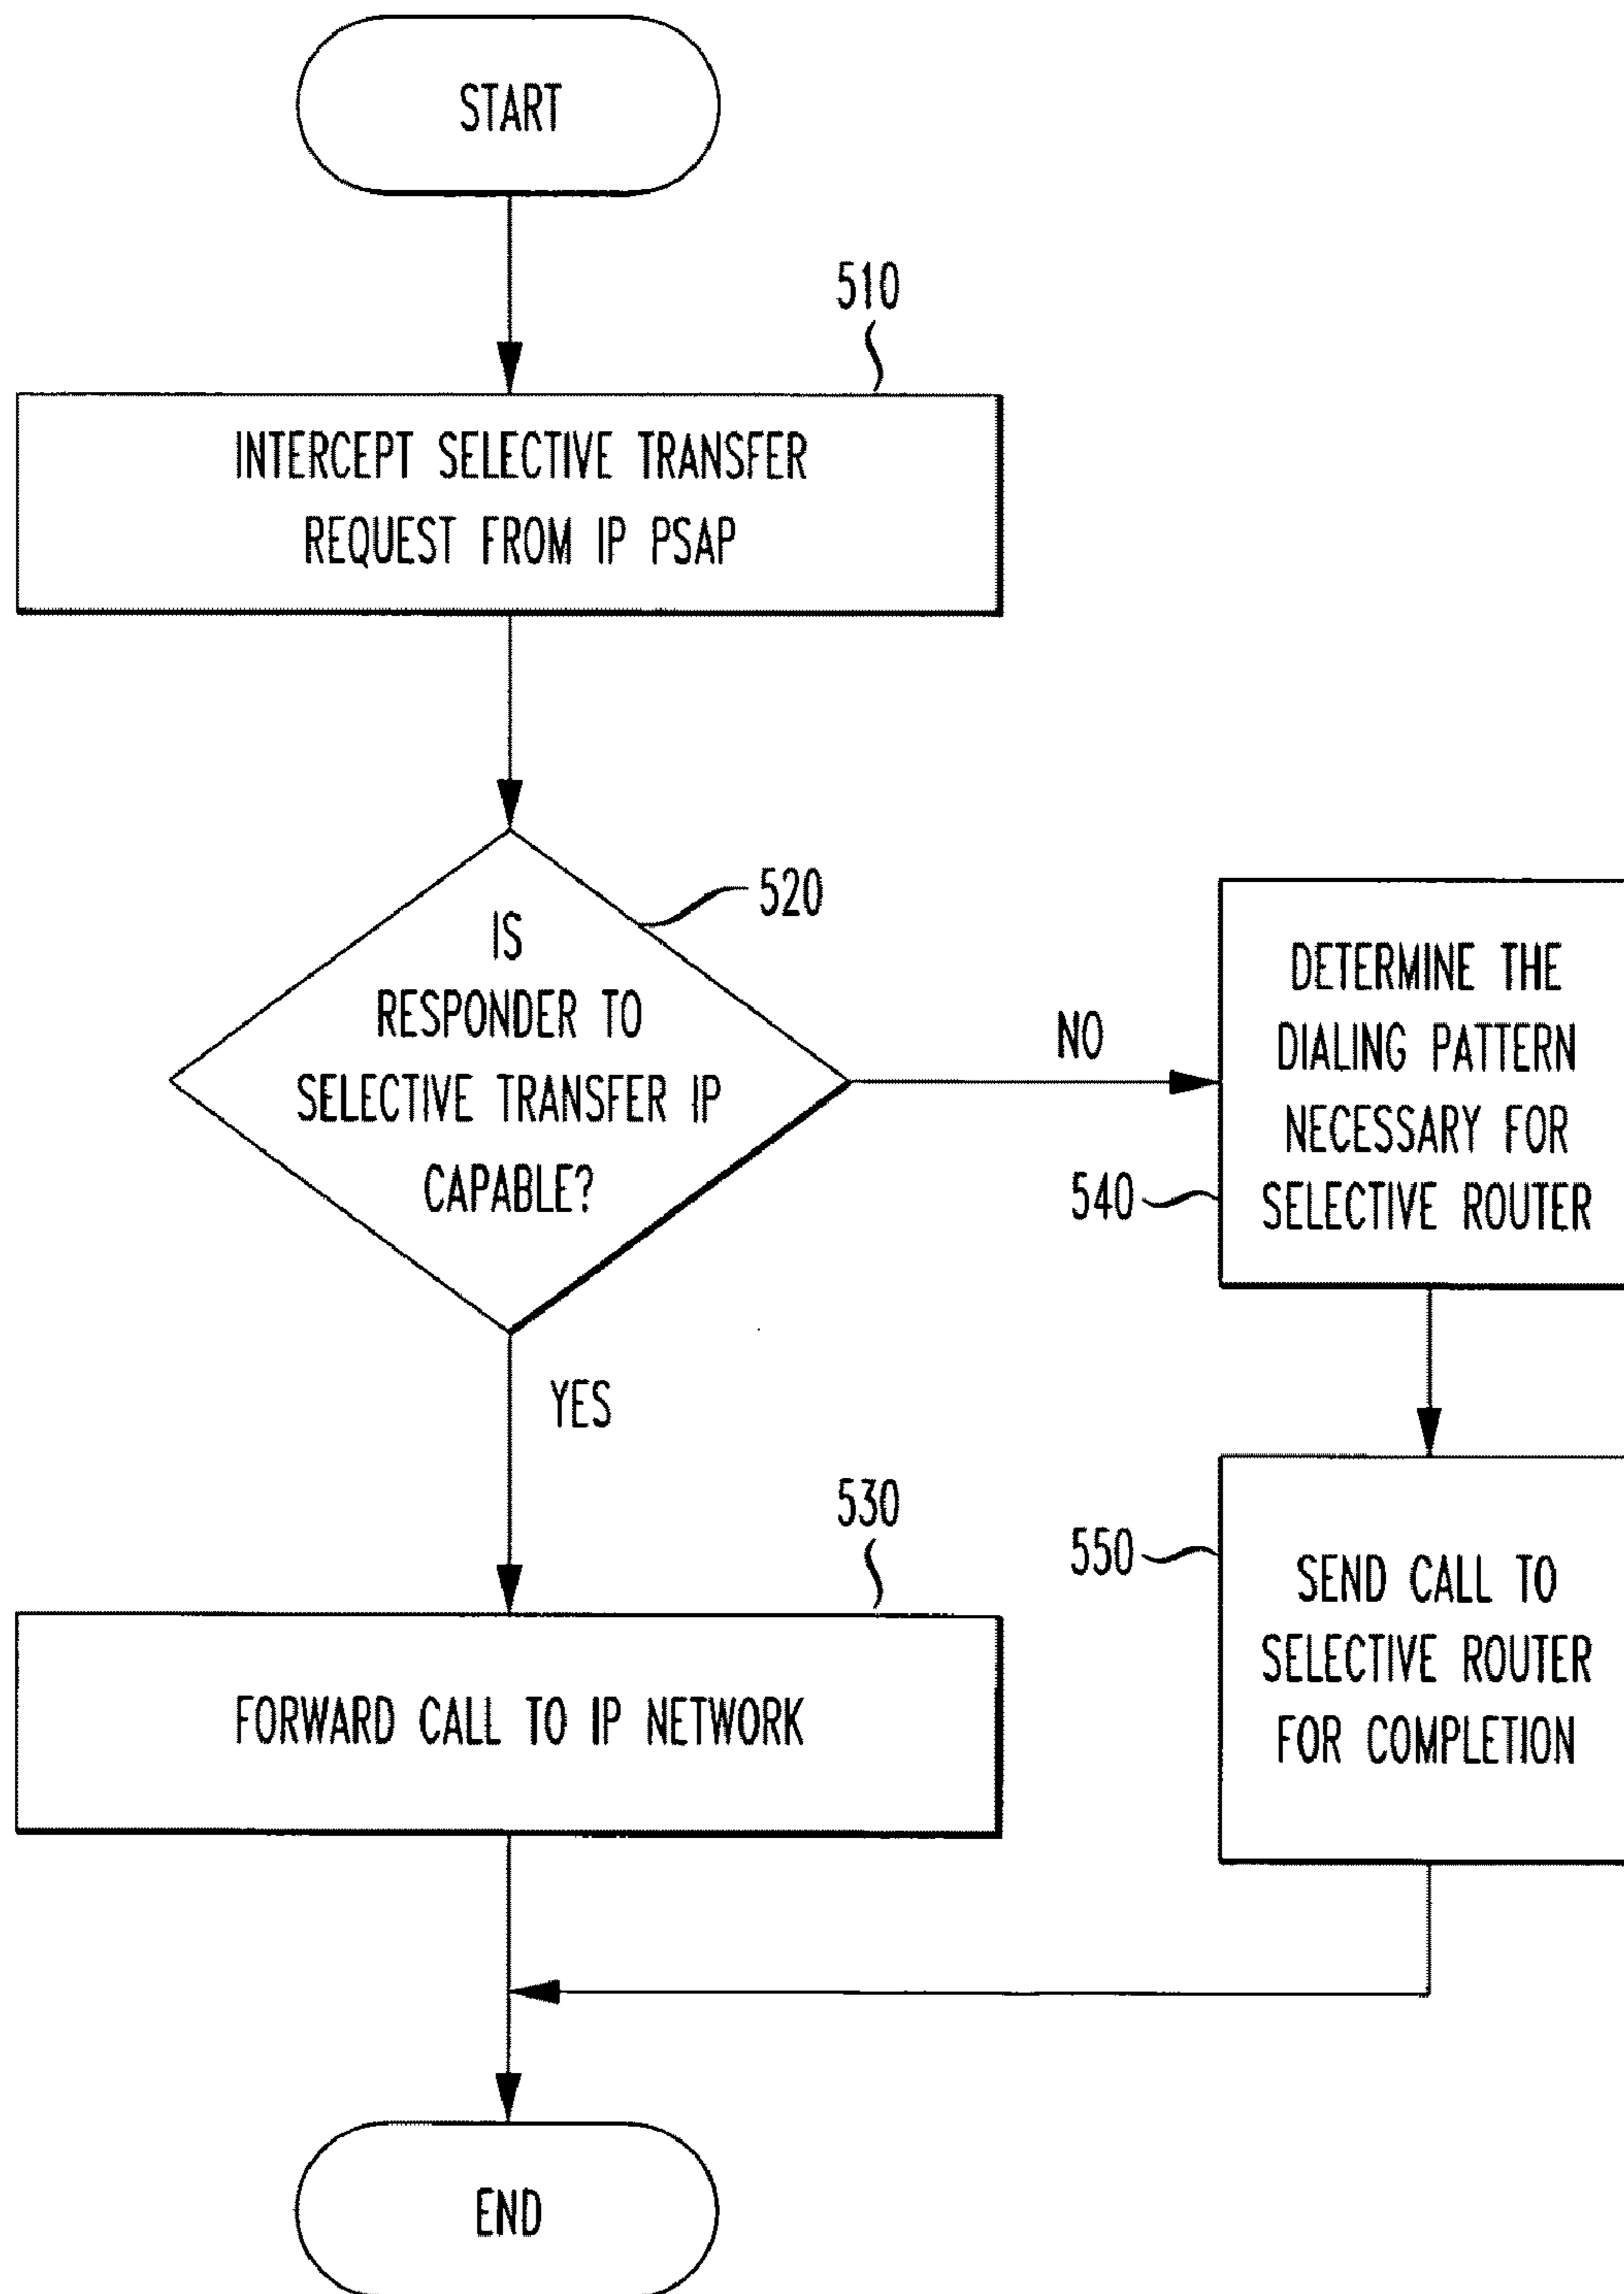 START
510
INTERCEPT SELECTIVE TRANSFER
REQUEST FROM IP PSAP
520
IS
RESPONDER TO
SELECTIVE TRANSFER IP
CAPABLE?
NO
DETERMINE THE
DIALING PATTERN
NECESSARY FOR
SELECTIVE ROUTER
540
YES
530
FORWARD CALL TO IP NETWORK
550
SEND CALL TO
SELECTIVE ROUTER
FOR COMPLETION
END